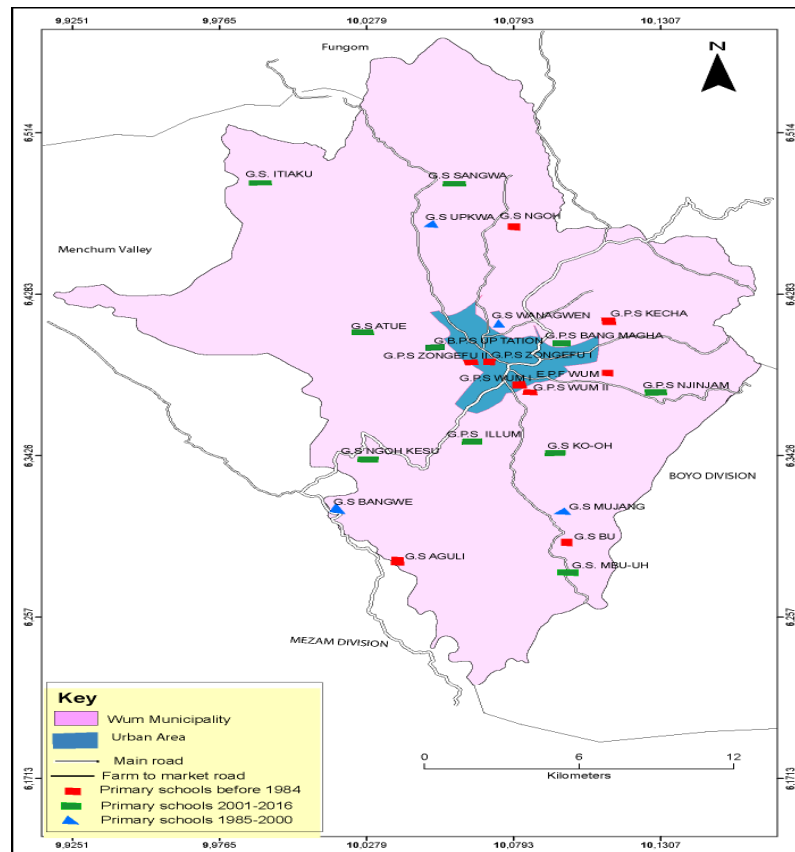 9,9251 9,9765 10,0279 10,0793 10,1307
Fungom
N
6,514 6,514
G.S. ITIAKU
G.S SANGWA
G.S UPKWA
G.S NGOH
Menchum Valley
6,4283 6,4283
G.S WANAGWEN
G.P.S KECHA
G.S ATUE
G.B.P.S UP TATION
G.P.S BANG MAGHA
G.P.S ZONGEFU II
G.P.S ZONGEFU I
G.P.S WUM I
E.P.F WUM
G.P.S WUM II
G.P.S NJINJAM
G.P.S ILLUM
G.S NGOH KESU
G.S KO-OH
6,3426 6,3426
BOYO DIVISION
G.S BANGWE
G.S MUJANG
G.S BU
G.S AGULI
G.S. MBU-UH
6,257 6,257
MEZAM DIVISION
Key
Wum Municipality
Urban Area
Main road
Farm to market road
Primary schools before 1984
Primary schools 2001-2016
Primary schools 1985-2000
0 6 12
Kilometers
6,1713 6,1713
9,9251 9,9765 10,0279 10,0793 10,1307